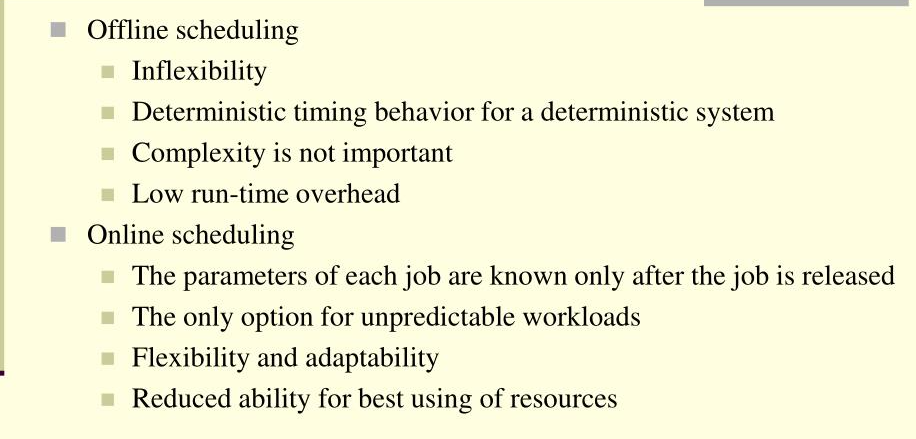 Offline scheduling
Inflexibility
Deterministic timing behavior for a deterministic system
Complexity is not important
Low run-time overhead
Online scheduling
The parameters of each job are known only after the job is released
The only option for unpredictable workloads
Flexibility and adaptability
Reduced ability for best using of resources